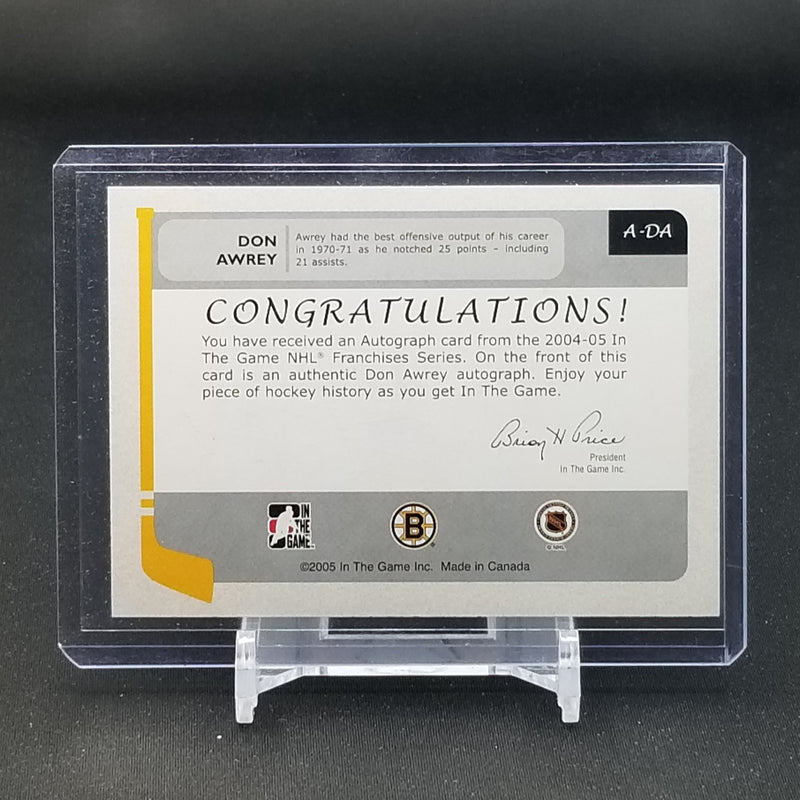 DON
AWREY
Awrey had the best offensive output of his career
in 1970-71 as he notched 25 points - including
21 assists.
A-DA
CONGRATULATIONS!
You have received an Autograph card from the 2004-05 In
The Game NHL® Franchises Series. On the front of this
card is an authentic Don Awrey autograph. Enjoy your
piece of hockey history as you get In The Game.
Brian H Price
President
In The Game Inc.
IN
THE
GAME
B
NHL
© NHL
©2005 In The Game Inc. Made in Canada